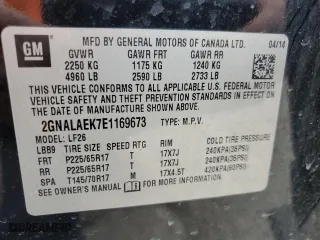 GM
MFD BY GENERAL MOTORS OF CANADA LTD. 04/14
GVWR GAWR FRT GAWR RR
2250 KG 1175 KG 1240 KG
4960 LB 2590 LB 2733 LB
THIS VEHICLE CONFORMS TO ALL APPLICABLE U.S. FEDERAL MOTOR
VEHICLE SAFETY, BUMPER, AND THEFT PREVENTION STANDARDS IN
EFFECT ON THE DATE OF MANUFACTURE SHOWN ABOVE.
2GNALAEK7E1169673 TYPE: M.P.V.
MODEL: LF26
LBB9 TIRE SIZE SPEED RTG RIM COLD TIRE PRESSURE
FRT P225/65R17 T 17X7J 240KPA(35PSI)
RR P225/65R17 T 17X7J 240KPA(35PSI)
SPA T145/70R17 M 17X4.5T 420KPA(60PSI)
SEE OWNER'S MANUAL FOR ADDITIONAL INFORMATION.